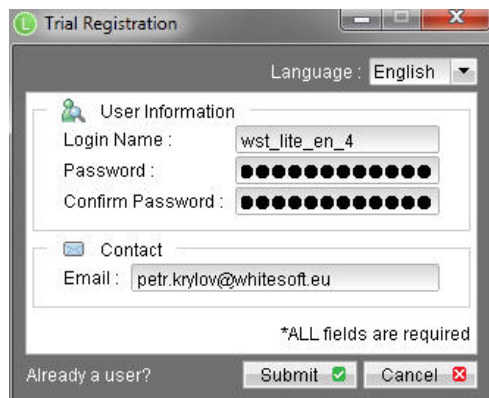 Trial Registration
Language : English
User Information
Login Name : wst_lite_en_4
Password : ●●●●●●●●●●●●
Confirm Password : ●●●●●●●●●●●●
Contact
Email : petr.krylov@whitesoft.eu
*ALL fields are required
Already a user? Submit Cancel